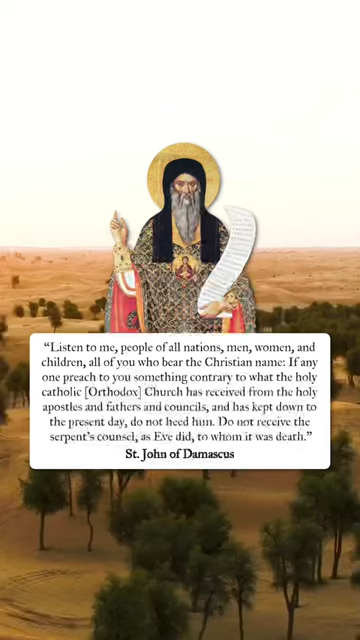 “Listen to me, people of all nations, men, women, and
children, all of you who bear the Christian name: If any
one preach to you something contrary to what the holy
catholic [Orthodox] Church has received from the holy
apostles and fathers and councils, and has kept down to
the present day, do not heed him. Do not receive the
serpent's counsel, as Eve did, to whom it was death.”
St. John of Damascus